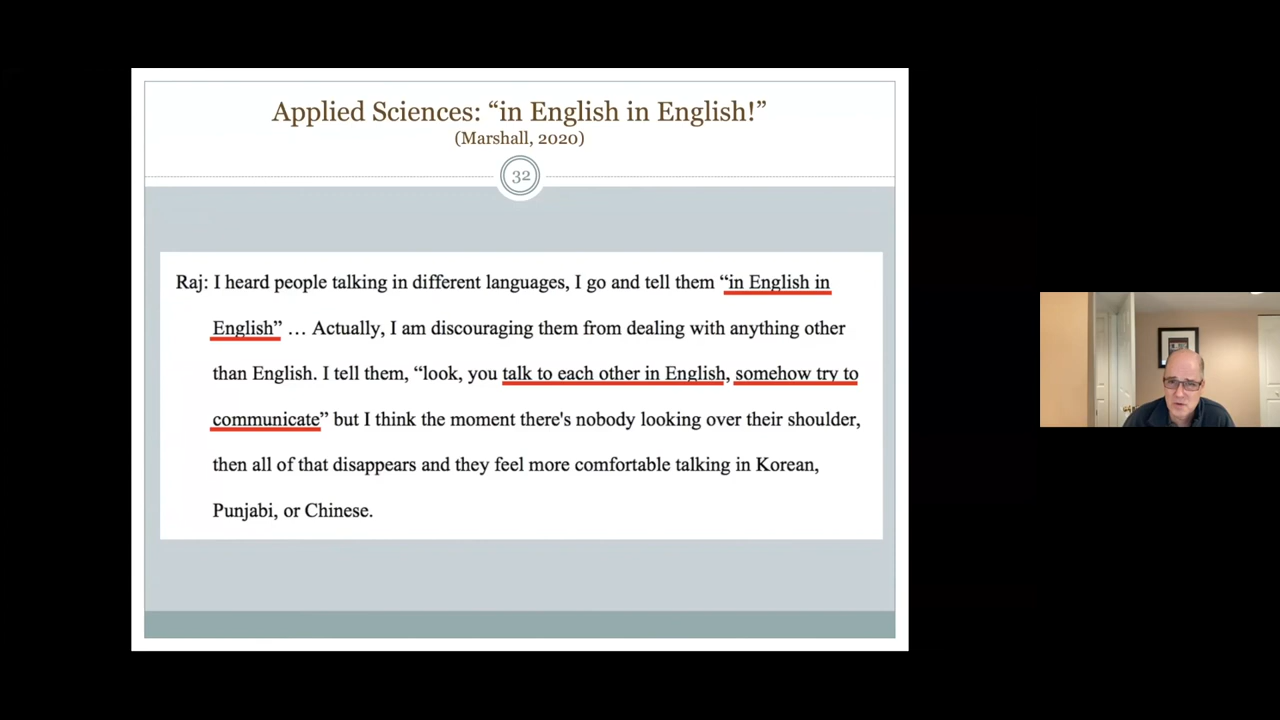 Applied Sciences: “in English in English!”
(Marshall, 2020)
32
Raj: I heard people talking in different languages, I go and tell them “in English in
English” … Actually, I am discouraging them from dealing with anything other
than English. I tell them, “look, you talk to each other in English, somehow try to
communicate” but I think the moment there's nobody looking over their shoulder,
then all of that disappears and they feel more comfortable talking in Korean,
Punjabi, or Chinese.